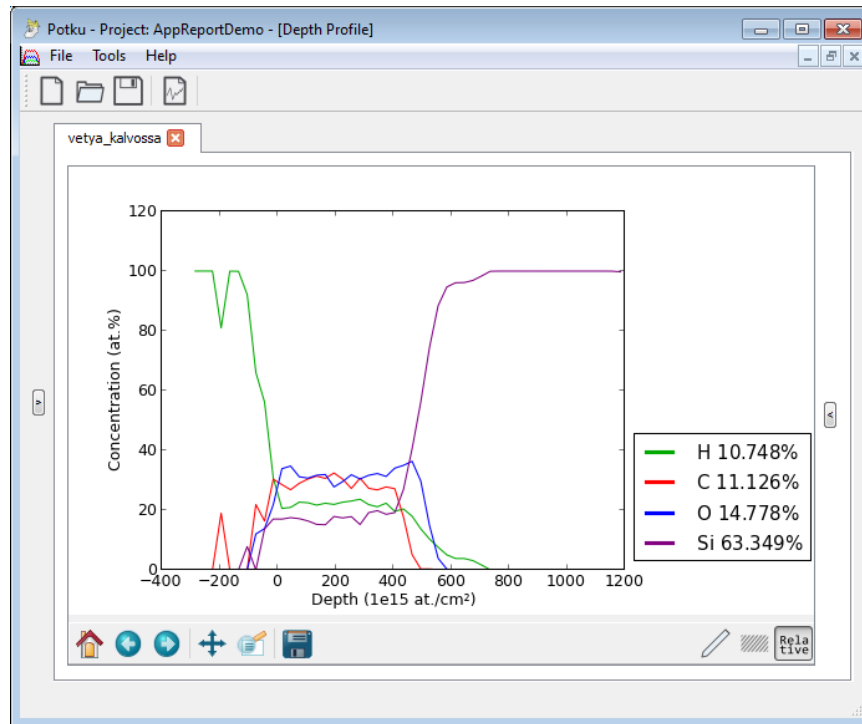 Potku - Project: AppReportDemo - [Depth Profile]
File Tools Help
vetya_kalvossa
120
100
80
60
40
20
0
Concentration (at.%)
-400 -200 0 200 400 600 800 1000 1200
Depth (1e15 at./cm²)
H 10.748%
C 11.126%
O 14.778%
Si 63.349%
Rela
tive